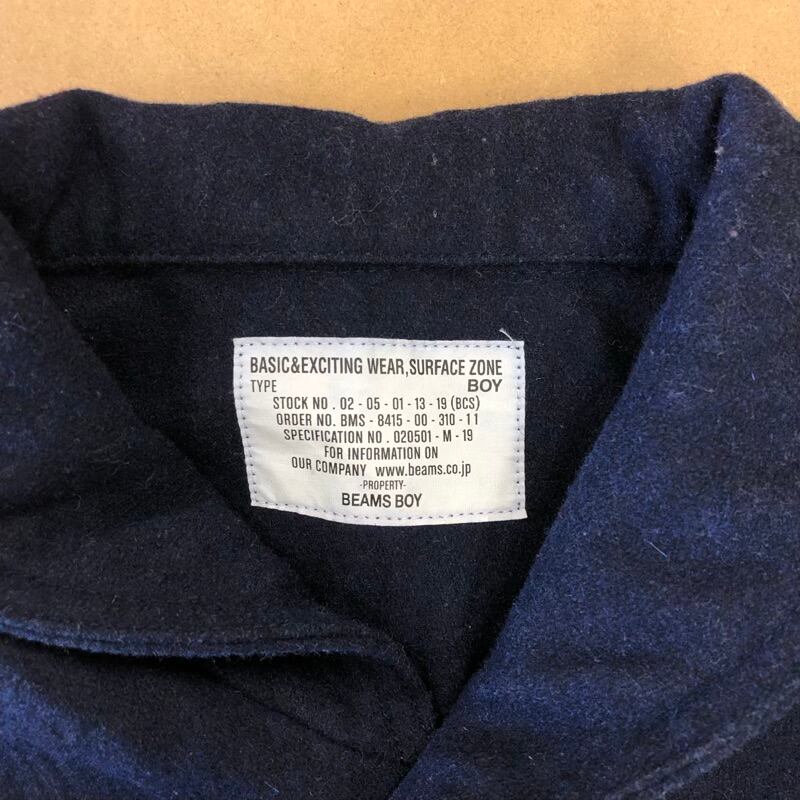 BASIC&EXCITING WEAR,SURFACE ZONE
TYPE BOY
STOCK NO . 02 - 05 - 01 - 13 - 19 (BCS)
ORDER NO. BMS - 8415 - 00 - 310 - 11
SPECIFICATION NO . 020501 - M - 19
FOR INFORMATION ON
OUR COMPANY www.beams.co.jp
-PROPERTY-
BEAMS BOY